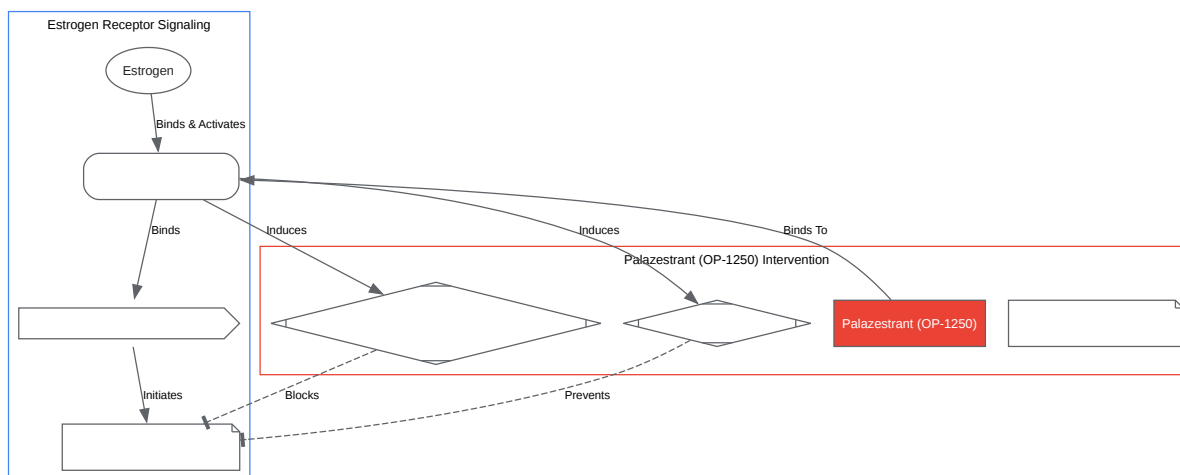 Estrogen Receptor Signaling
Estrogen
Binds & Activates
Binds
Induces
Induces
Binds To
Palazestrant (OP-1250) Intervention
Palazestrant (OP-1250)
Initiates
Blocks
Prevents